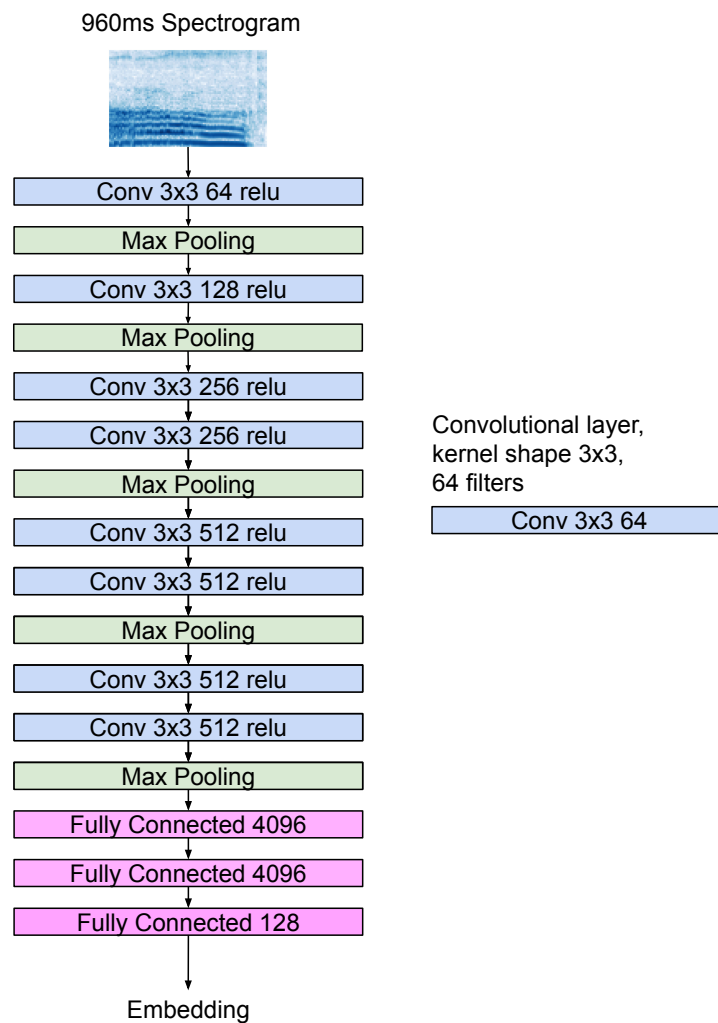 960ms Spectrogram
Conv 3x3 64 relu
Max Pooling
Conv 3x3 128 relu
Max Pooling
Conv 3x3 256 relu
Conv 3x3 256 relu
Max Pooling
Conv 3x3 512 relu
Conv 3x3 512 relu
Max Pooling
Conv 3x3 512 relu
Conv 3x3 512 relu
Max Pooling
Fully Connected 4096
Fully Connected 4096
Fully Connected 128
Embedding
Convolutional layer,
kernel shape 3x3,
64 filters
Conv 3x3 64